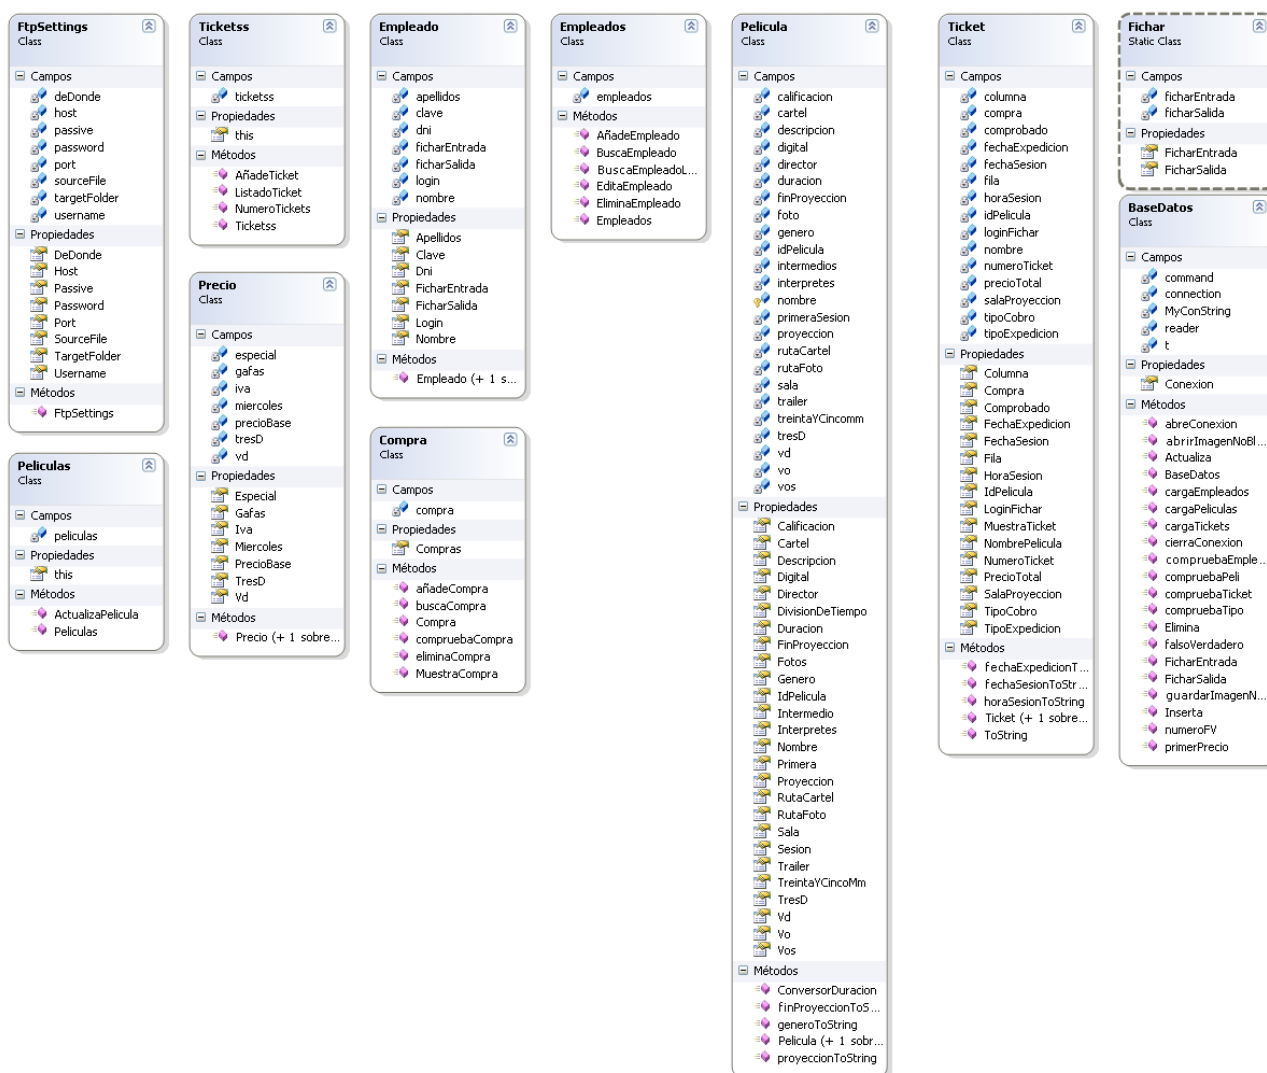 FtpSettings
Class
Campos
deDonde
host
passive
password
port
sourceFile
targetFolder
username
Propiedades
DeDonde
Host
Passive
Password
Port
SourceFile
TargetFolder
Username
Métodos
FtpSettings
Peliculas
Class
Campos
peliculas
Propiedades
this
Métodos
ActualizaPelicula
Peliculas
Ticketss
Class
Campos
ticketss
Propiedades
this
Métodos
AñadeTicket
ListadoTicket
NumeroTickets
Ticketss
Precio
Class
Campos
especial
gafas
iva
miercoles
precioBase
tresD
vd
Propiedades
Especial
Gafas
Iva
Miercoles
PrecioBase
TresD
Vd
Métodos
Precio (+ 1 sobre...
Empleado
Class
Campos
apellidos
clave
dni
ficharEntrada
ficharSalida
login
nombre
Propiedades
Apellidos
Clave
Dni
FicharEntrada
FicharSalida
Login
Nombre
Métodos
Empleado (+ 1 s...
Compra
Class
Campos
compra
Propiedades
Compras
Métodos
añadeCompra
buscaCompra
Compra
compruebaCompra
eliminaCompra
MuestraCompra
Empleados
Class
Campos
empleados
Métodos
AñadeEmpleado
BuscaEmpleado
BuscaEmpleadoL...
EditaEmpleado
EliminaEmpleado
Empleados
Pelicula
Class
Campos
calificacion
cartel
descripcion
digital
director
duracion
finProyeccion
foto
genero
idPelicula
intermedios
interpretes
nombre
primeraSesion
proyeccion
rutaCartel
rutaFoto
sala
trailer
treintaYCincomm
tresD
vd
vo
vos
Propiedades
Calificacion
Cartel
Descripcion
Digital
Director
DivisionDeTiempo
Duracion
FinProyeccion
Fotos
Genero
IdPelicula
Intermedio
Interpretes
Nombre
Primera
Proyeccion
RutaCartel
RutaFoto
Sala
Sesion
Trailer
TreintaYCincoMm
TresD
Vd
Vo
Vos
Métodos
ConversorDuracion
finProyeccionToS...
generoToString
Pelicula (+ 1 sobr...
proyeccionToString
Ticket
Class
Campos
columna
compra
comprobado
fechaExpedicion
fechaSesion
fila
horaSesion
idPelicula
loginFichar
nombre
numeroTicket
precioTotal
salaProyeccion
tipoCobro
tipoExpedicion
Propiedades
Columna
Compra
Comprobado
FechaExpedicion
FechaSesion
Fila
HoraSesion
IdPelicula
LoginFichar
MuestraTicket
NombrePelicula
NumeroTicket
PrecioTotal
SalaProyeccion
TipoCobro
TipoExpedicion
Métodos
fechaExpedicionT...
fechaSesionToStr...
horaSesionToString
Ticket (+ 1 sobre...
ToString
Fichar
Static Class
Campos
ficharEntrada
ficharSalida
Propiedades
FicharEntrada
FicharSalida
BaseDatos
Class
Campos
command
connection
MyConString
reader
t
Propiedades
Conexion
Métodos
abreConexion
abrirImagenNoBl...
Actualiza
BaseDatos
cargaEmpleados
cargaPeliculas
cargaTickets
cierraConexion
compruebaEmple...
compruebaPeli
compruebaTicket
compruebaTipo
Elimina
falsoVerdadero
FicharEntrada
FicharSalida
guardarImagenN...
Inserta
numeroFV
primerPrecio